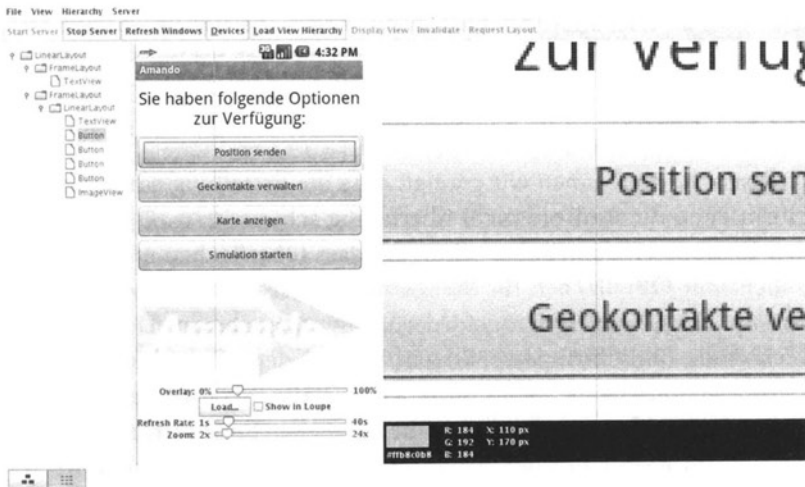 File View Hierarchy Server
Start Server Stop Server Refresh Windows Devices Load View Hierarchy Display View Invalidate Request Layout
LinearLayout
FrameLayout
TextView
FrameLayout
LinearLayout
TextView
Button
Button
Button
Button
ImageView
3G 4:32 PM
Amando
Sie haben folgende Optionen
zur Verfügung:
Position senden
Geokontakte verwalten
Karte anzeigen
Simulation starten
Overlay: 0% 100%
Load... Show in Loupe
Refresh Rate: 1s 40s
Zoom: 2x 24x
zur Verfüg
Position sen
Geokontakte ve
#ffb8c0b8
R: 184 X: 110 px
G: 192 Y: 170 px
B: 184